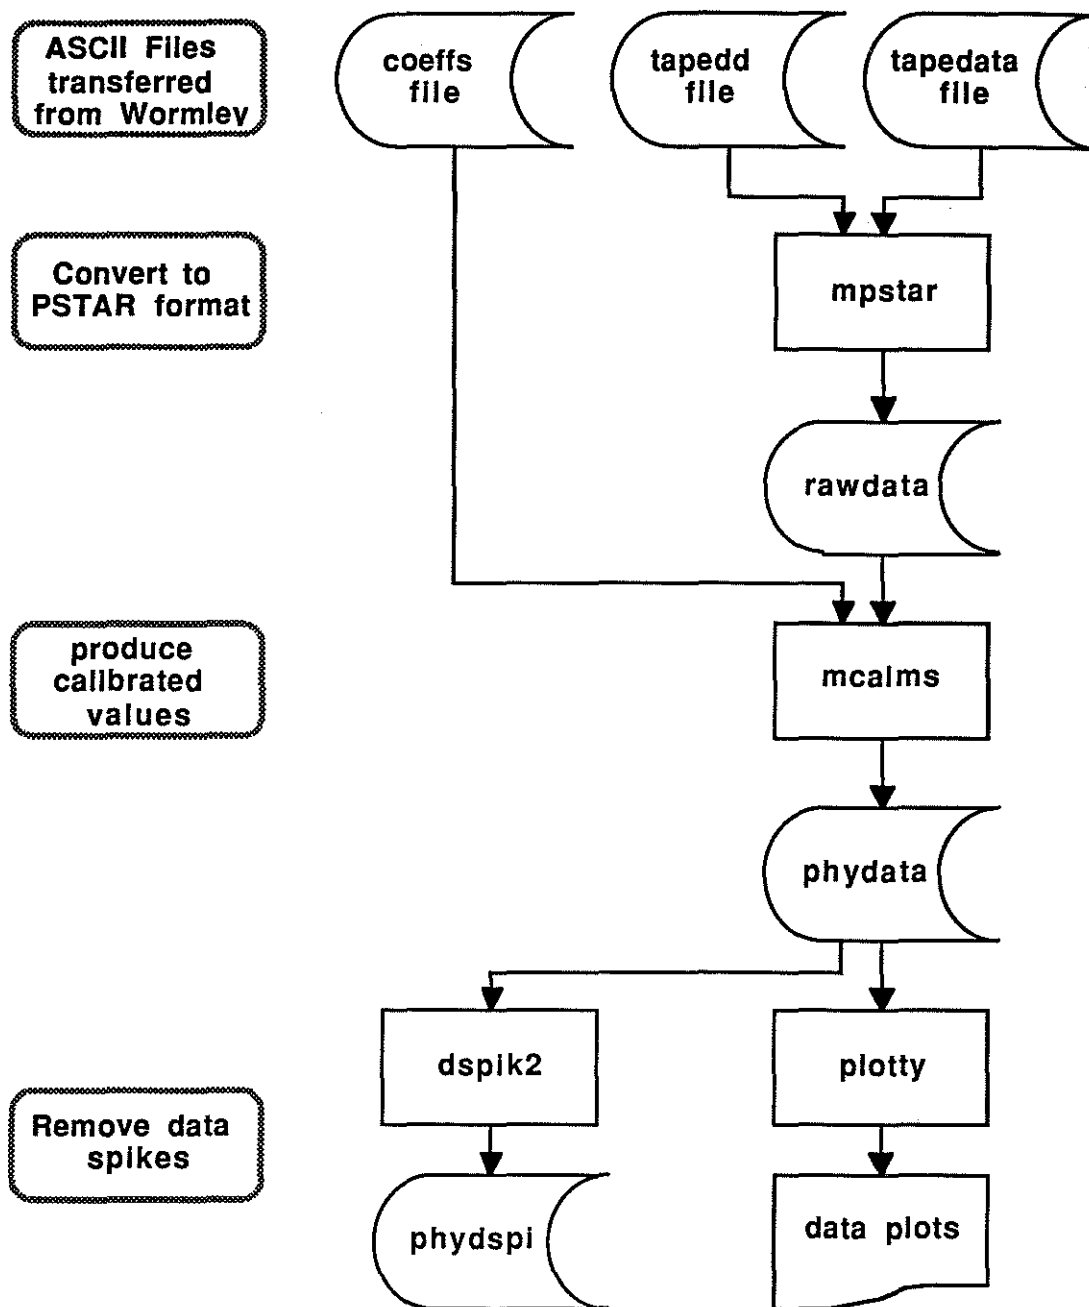 ASCII Files
transferred
from Wormley
coeffs
file
tapedd
file
tapedata
file
Convert to
PSTAR format
mpstar
rawdata
produce
calibrated
values
mcalms
phydata
dspik2
plotty
Remove data
spikes
phydspi
data plots